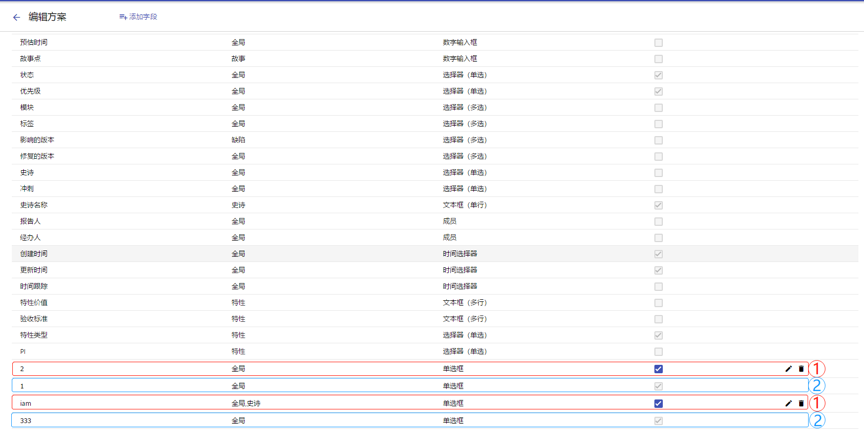 编辑方案 添加字段
预估时间 全局 数字输入框
故事点 故事 数字输入框
状态 全局 选择器（单选）
优先级 全局 选择器（单选）
模块 全局 选择器（多选）
标签 全局 选择器（多选）
影响的版本 缺陷 选择器（多选）
修复的版本 全局 选择器（多选）
史诗 全局 选择器（单选）
冲刺 全局 选择器（单选）
史诗名称 史诗 文本框（单行）
报告人 全局 成员
经办人 全局 成员
创建时间 全局 时间选择器
更新时间 全局 时间选择器
时间跟踪 全局 时间选择器
特性价值 特性 文本框（多行）
验收标准 特性 文本框（多行）
特性类型 特性 选择器（单选）
PI 特性 选择器（单选）
2 全局 单选框 1
1 全局 单选框 2
iam 全局,史诗 单选框 1
333 全局 单选框 2